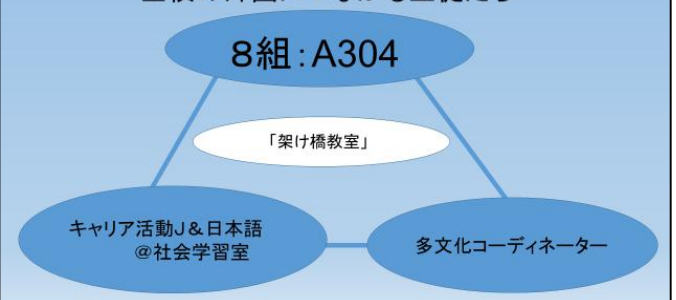 8組:A304
「架け橋教室」
キャリア活動J&日本語
@社会学習室
多文化コーディネーター